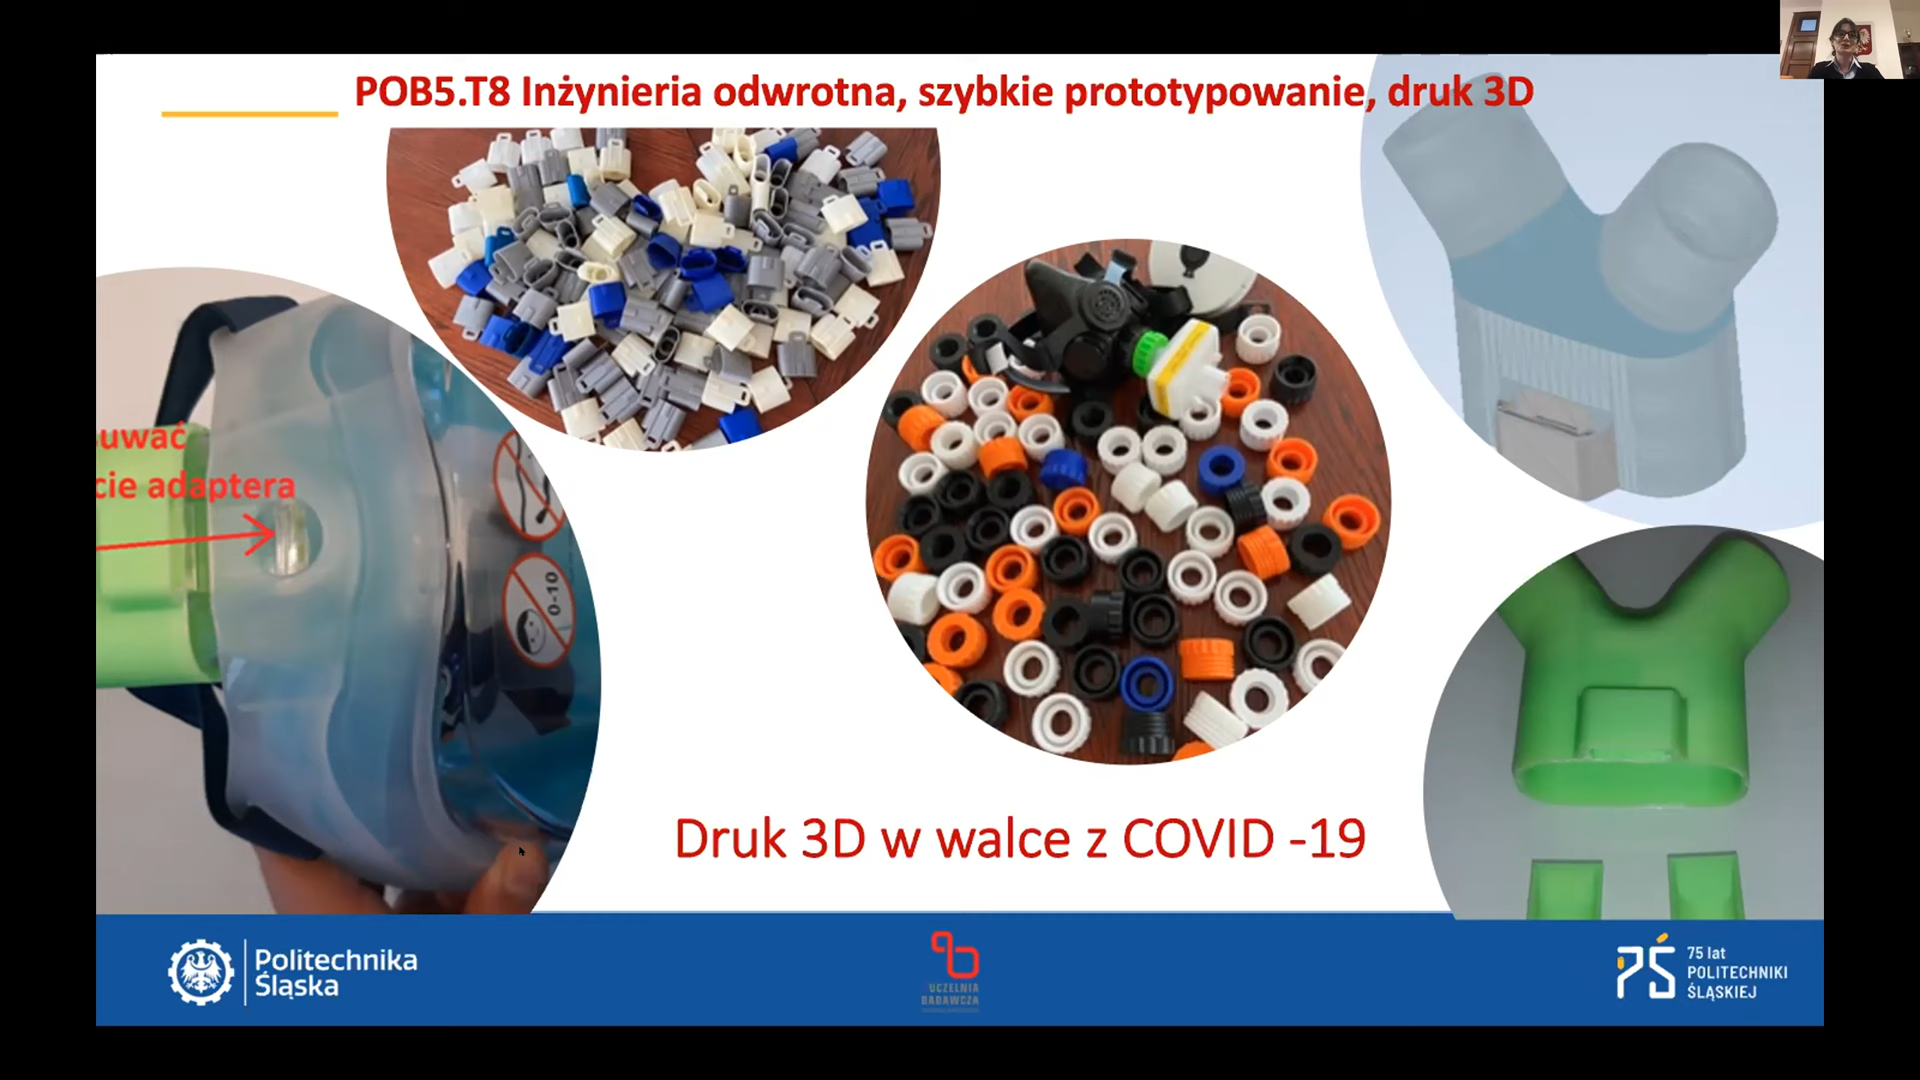 POB5.T8 Inżynieria odwrotna, szybkie prototypowanie, druk 3D
uwać
cie adaptera
0-10
Druk 3D w walce z COVID -19
Politechnika
Śląska
UCZELNIA
BADAWCZA
75 lat
POLITECHNIKI
ŚLĄSKIEJ